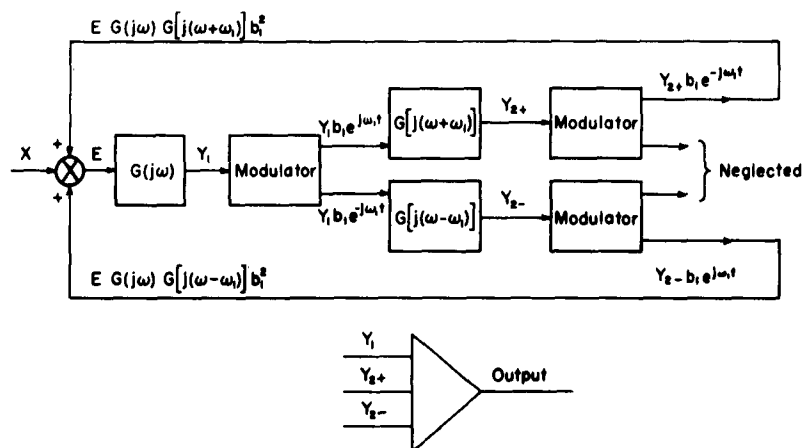 E G(jω) G[j(ω+ω₁)] b₁²
Y₂₊ b₁ e^{-jω₁t}
Y₁ b₁ e^{jω₁t}
G[j(ω+ω₁)]
Y₂₊
Modulator
+
X
E
G(jω)
Y₁
Modulator
} Neglected
+
Y₁ b₁ e^{-jω₁t}
G[j(ω-ω₁)]
Y₂₋
Modulator
E G(jω) G[j(ω-ω₁)] b₁²
Y₂₋ b₁ e^{jω₁t}
Y₁
Y₂₊
Output
Y₂₋